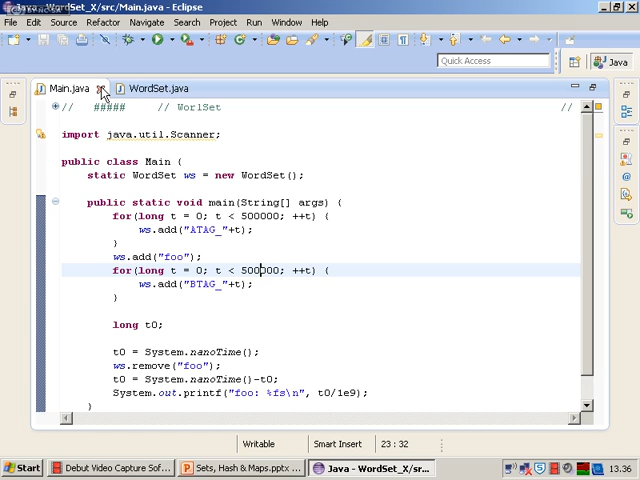 Java - WordSet_X/src/Main.java - Eclipse
File Edit Source Refactor Navigate Search Project Run Window Help
Quick Access
Java
Main.java
WordSet.java
// ##### // WorlSet //
import java.util.Scanner;
public class Main {
static WordSet ws = new WordSet();
public static void main(String[] args) {
for(long t = 0; t < 500000; ++t) {
ws.add("ATAG_"+t);
}
ws.add("foo");
for(long t = 0; t < 500000; ++t) {
ws.add("BTAG_"+t);
}
long t0;
t0 = System.nanoTime();
ws.remove("foo");
t0 = System.nanoTime()-t0;
System.out.printf("foo: %fs\n", t0/1e9);
}
Writable Smart Insert 23 : 32
Start
Debut Video Capture Sof...
Sets, Hash & Maps.pptx ...
Java - WordSet_X/sr...
13.36